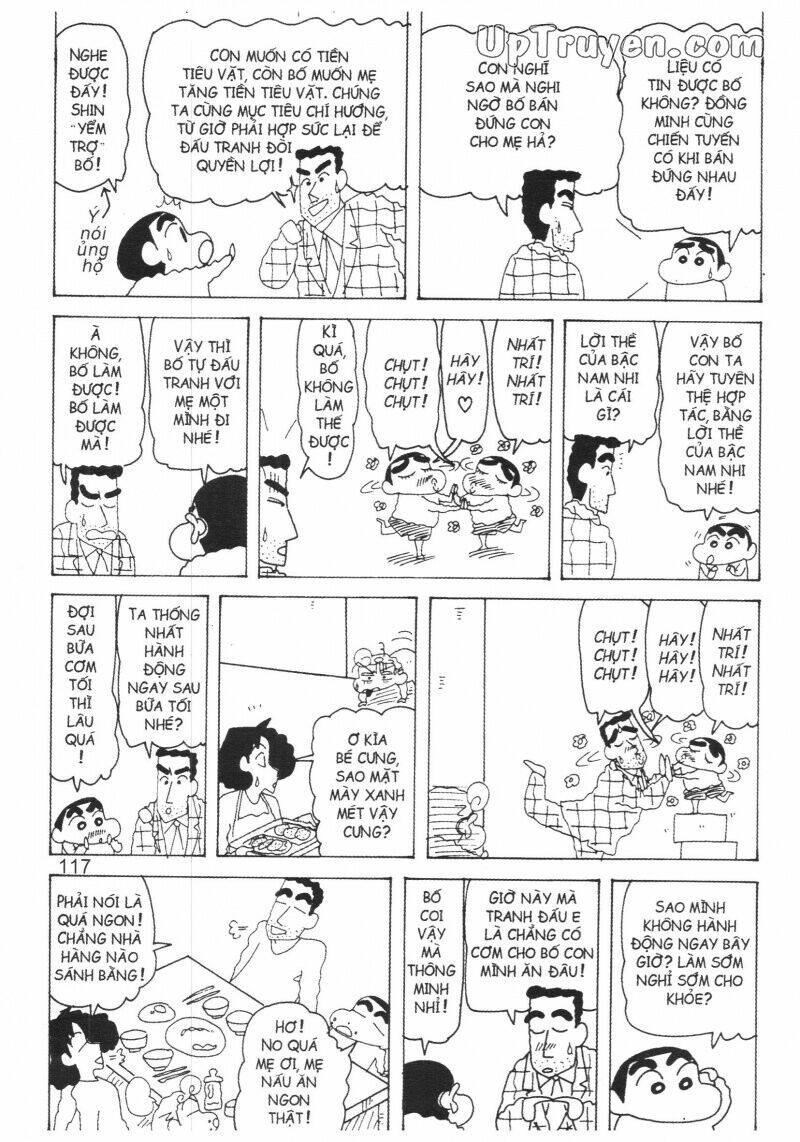 UpTruyen.com
LIỆU CÓ
TIN ĐƯỢC BỐ
KHÔNG? ĐỒNG
MINH CÙNG
CHIẾN TUYẾN
CÓ KHI BÁN
ĐỨNG NHAU
ĐẤY!
CON NGHĨ
SAO MÀ NGHI
NGỜ BỐ BÁN
ĐỨNG CON
CHO MẸ HẢ?
CON MUỐN CÓ TIỀN
TIÊU VẶT, CÒN BỐ MUỐN MẸ
TĂNG TIỀN TIÊU VẶT. CHÚNG
TA CÙNG MỤC TIÊU CHÍ HƯỚNG,
TỪ GIỜ PHẢI HỢP SỨC LẠI ĐỂ
ĐẤU TRANH ĐÒI
QUYỀN LỢI!
NGHE
ĐƯỢC
ĐẤY!
SHIN
"YỂM
TRỢ"
BỐ!
Ý
nói
ủng
hộ
VẬY BỐ
CON TA
HÃY TUYÊN
THỆ HỢP
TÁC, BẰNG
LỜI THỀ
CỦA BẬC
NAM NHI
NHÉ!
LỜI THỀ
CỦA BẬC
NAM NHI
LÀ CÁI
GÌ?
NHẤT
TRÍ!
NHẤT
TRÍ!
HÂY
HÂY!
♡
CHỤT!
CHỤT!
CHỤT!
KÌ
QUÁ,
BỐ
KHÔNG
LÀM
THẾ
ĐƯỢC
!
VẬY THÌ
BỐ TỰ ĐẤU
TRANH VỚI
MẸ MỘT
MÌNH ĐI
NHÉ!
À
KHÔNG,
BỐ LÀM
ĐƯỢC!
BỐ LÀM
ĐƯỢC
MÀ!
NHẤT
TRÍ!
NHẤT
TRÍ!
HÂY!
HÂY!
HÂY!
CHỤT!
CHỤT!
CHỤT!
Ơ KÌA
BÉ CƯNG,
SAO MẶT
MÀY XANH
MÉT VẬY
CƯNG?
TA THỐNG
NHẤT
HÀNH
ĐỘNG
NGAY SAU
BỮA TỐI
NHÉ?
ĐỢI
SAU
BỮA
CƠM
TỐI
THÌ
LÂU
QUÁ!
117
SAO MÌNH
KHÔNG HÀNH
ĐỘNG NGAY BÂY
GIỜ? LÀM SỚM
NGHỈ SỚM CHO
KHỎE?
GIỜ NÀY MÀ
TRANH ĐẤU E
LÀ CHẲNG CÓ
CƠM CHO BỐ CON
MÌNH ĂN ĐÂU!
BỐ
COI
VẬY
MÀ
THÔNG
MINH
NHỈ!
PHẢI NÓI LÀ
QUÁ NGON!
CHẲNG NHÀ
HÀNG NÀO
SÁNH BẰNG!
HƠ!
NO QUÁ
MẸ ƠI, MẸ
NẤU ĂN
NGON
THẬT!